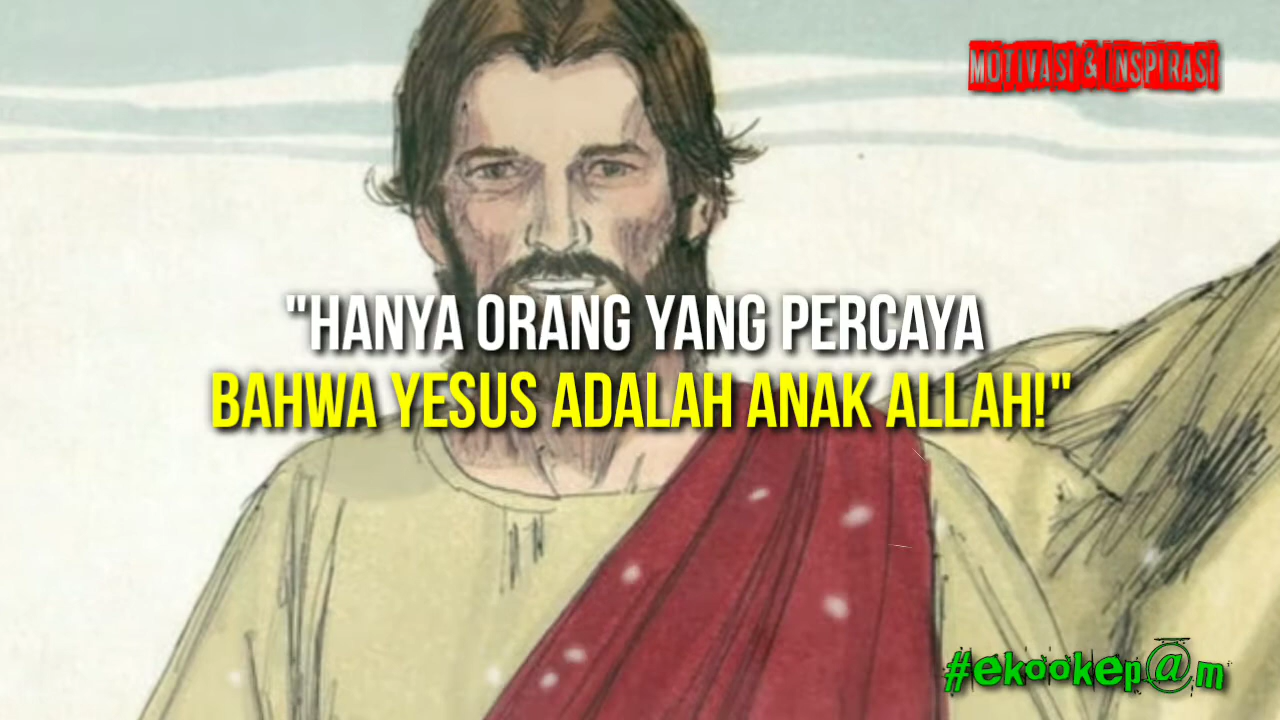 MOTIVASI & INSPIRASI
"HANYA ORANG YANG PERCAYA
BAHWA YESUS ADALAH ANAK ALLAH!"
#ekookep@m